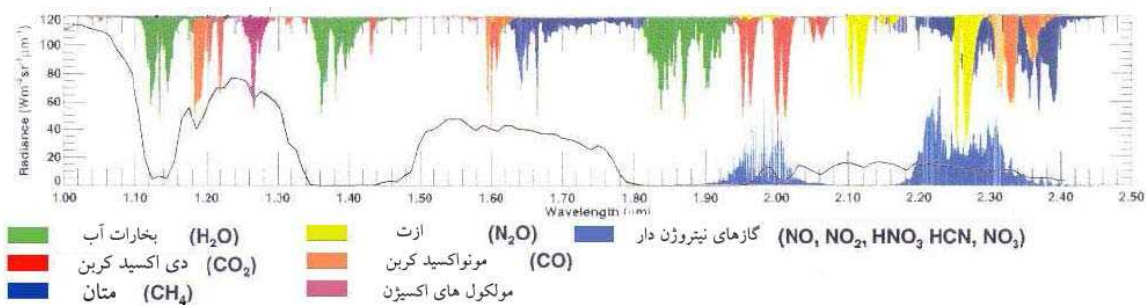 Radiance (Wm⁻²sr⁻¹μm⁻¹)
120
100
80
60
40
20
0
1.00 1.10 1.20 1.30 1.40 1.50 1.60 1.70 1.80 1.90 2.00 2.10 2.20 2.30 2.40 2.50
Wavelength (μm)
بخارات آب (H₂O) ازت (N₂O) گازهای نیتروژن دار (NO, NO₂, HNO₃ HCN, NO₃)
دی اکسید کربن (CO₂) مونواکسید کربن (CO)
متان (CH₄) مولکول های اکسیژن